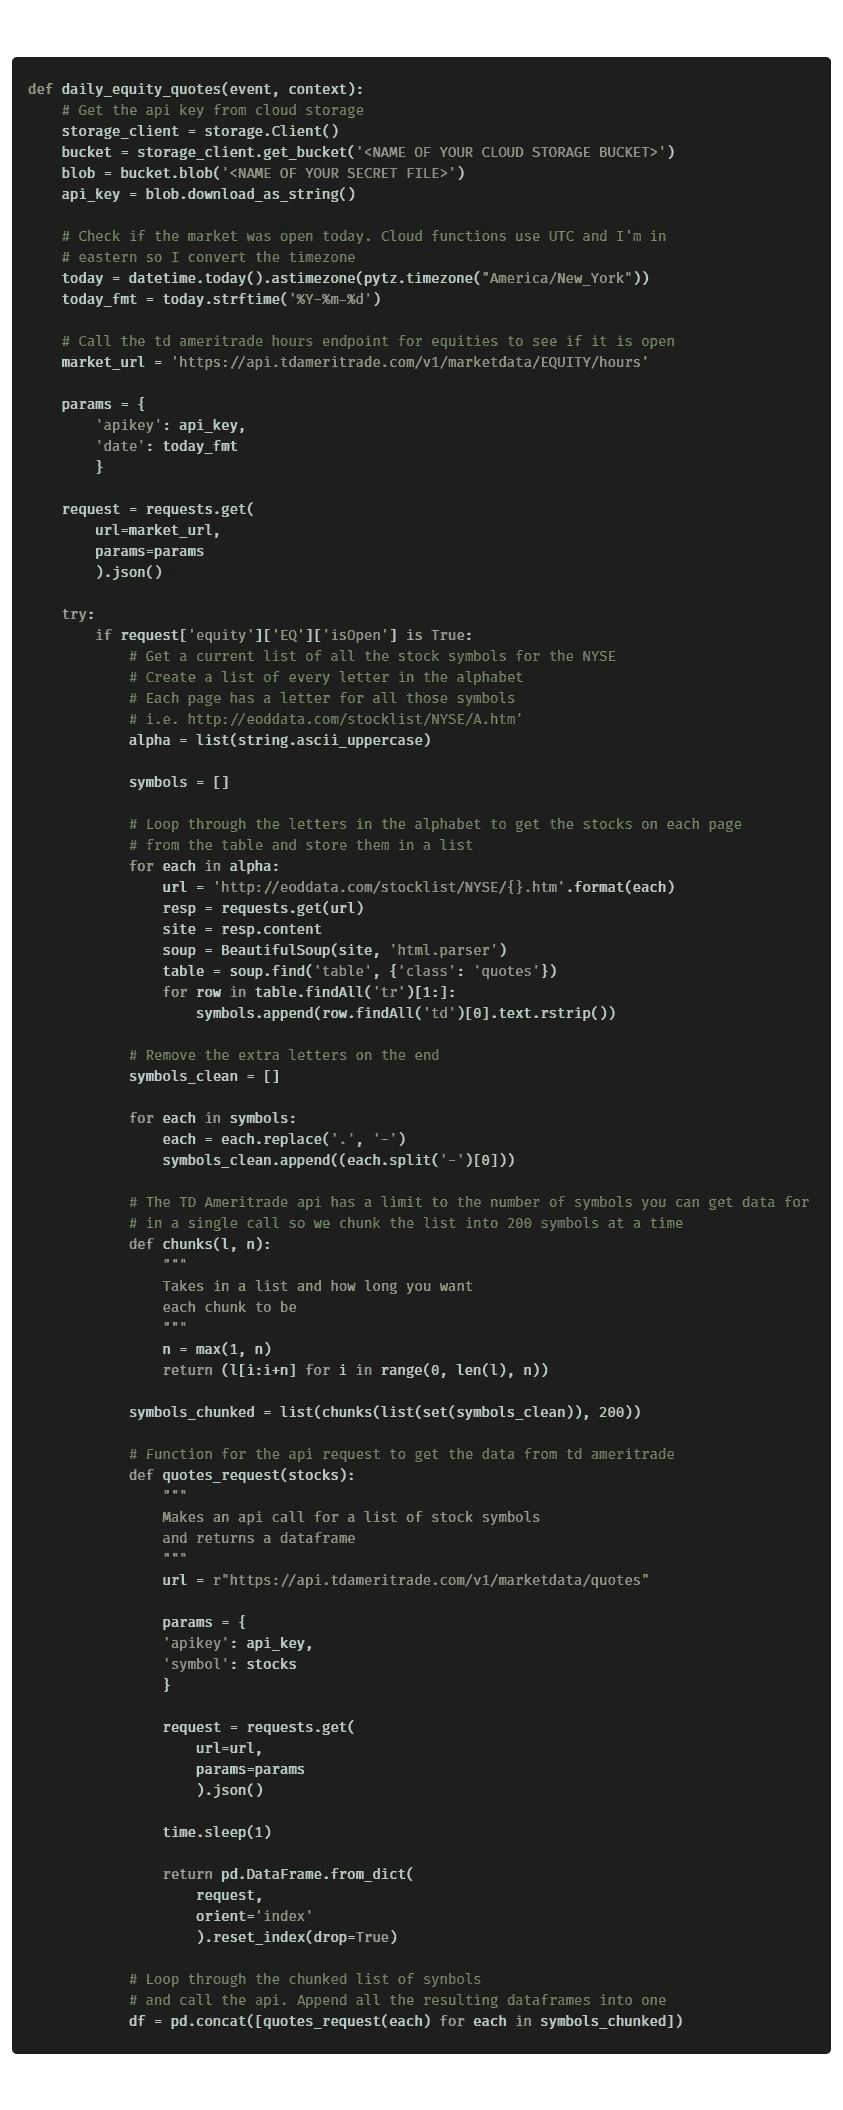 def daily_equity_quotes(event, context):
    # Get the api key from cloud storage
    storage_client = storage.Client()
    bucket = storage_client.get_bucket('<NAME OF YOUR CLOUD STORAGE BUCKET>')
    blob = bucket.blob('<NAME OF YOUR SECRET FILE>')
    api_key = blob.download_as_string()

    # Check if the market was open today. Cloud functions use UTC and I'm in
    # eastern so I convert the timezone
    today = datetime.today().astimezone(pytz.timezone("America/New_York"))
    today_fmt = today.strftime('%Y-%m-%d')

    # Call the td ameritrade hours endpoint for equities to see if it is open
    market_url = 'https://api.tdameritrade.com/v1/marketdata/EQUITY/hours'

    params = {
        'apikey': api_key,
        'date': today_fmt
        }

    request = requests.get(
        url=market_url,
        params=params
        ).json()

    try:
        if request['equity']['EQ']['isOpen'] is True:
            # Get a current list of all the stock symbols for the NYSE
            # Create a list of every letter in the alphabet
            # Each page has a letter for all those symbols
            # i.e. http://eoddata.com/stocklist/NYSE/A.htm'
            alpha = list(string.ascii_uppercase)

            symbols = []

            # Loop through the letters in the alphabet to get the stocks on each page
            # from the table and store them in a list
            for each in alpha:
                url = 'http://eoddata.com/stocklist/NYSE/{}.htm'.format(each)
                resp = requests.get(url)
                site = resp.content
                soup = BeautifulSoup(site, 'html.parser')
                table = soup.find('table', {'class': 'quotes'})
                for row in table.findAll('tr')[1:]:
                    symbols.append(row.findAll('td')[0].text.rstrip())

            # Remove the extra letters on the end
            symbols_clean = []

            for each in symbols:
                each = each.replace('.', '-')
                symbols_clean.append((each.split('-')[0]))

            # The TD Ameritrade api has a limit to the number of symbols you can get data for
            # in a single call so we chunk the list into 200 symbols at a time
            def chunks(l, n):
                """
                Takes in a list and how long you want
                each chunk to be
                """
                n = max(1, n)
                return (l[i:i+n] for i in range(0, len(l), n))

            symbols_chunked = list(chunks(list(set(symbols_clean)), 200))

            # Function for the api request to get the data from td ameritrade
            def quotes_request(stocks):
                """
                Makes an api call for a list of stock symbols
                and returns a dataframe
                """
                url = r"https://api.tdameritrade.com/v1/marketdata/quotes"

                params = {
                'apikey': api_key,
                'symbol': stocks
                }

                request = requests.get(
                    url=url,
                    params=params
                    ).json()

                time.sleep(1)

                return pd.DataFrame.from_dict(
                    request,
                    orient='index'
                    ).reset_index(drop=True)

            # Loop through the chunked list of synbols
            # and call the api. Append all the resulting dataframes into one
            df = pd.concat([quotes_request(each) for each in symbols_chunked])